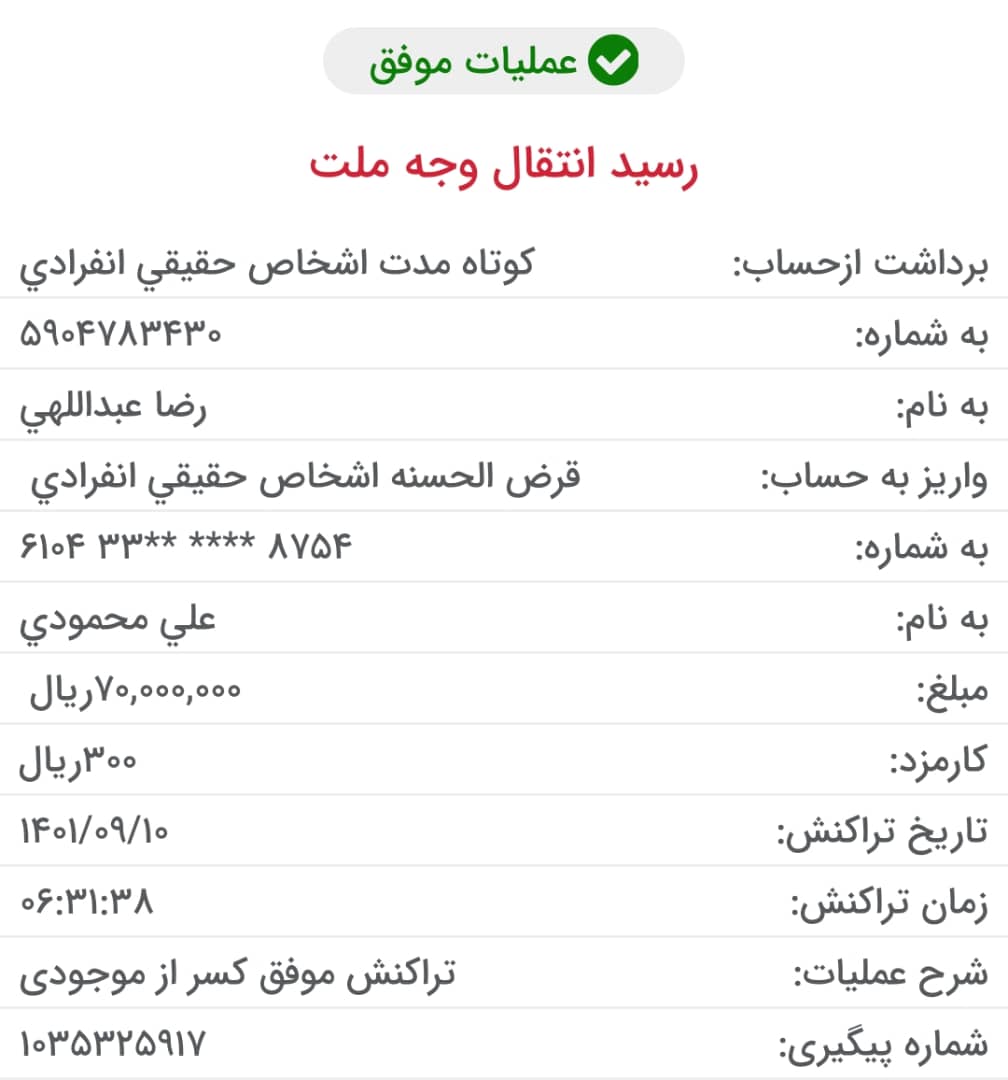 عملیات موفق
رسید انتقال وجه ملت
برداشت ازحساب: کوتاه مدت اشخاص حقيقي انفرادي
به شماره: ۵۹۰۴۷۸۳۴۳۰
به نام: رضا عبداللهي
واریز به حساب: قرض الحسنه اشخاص حقيقي انفرادي
به شماره: ۶۱۰۴ ۳۳** **** ۸۷۵۴
به نام: علي محمودي
مبلغ: ۷۰,۰۰۰,۰۰۰ریال
کارمزد: ۳۰۰ریال
تاریخ تراکنش: ۱۴۰۱/۰۹/۱۰
زمان تراکنش: ۰۶:۳۱:۳۸
شرح عملیات: تراکنش موفق کسر از موجودی
شماره پیگیری: ۱۰۳۵۳۲۵۹۱۷